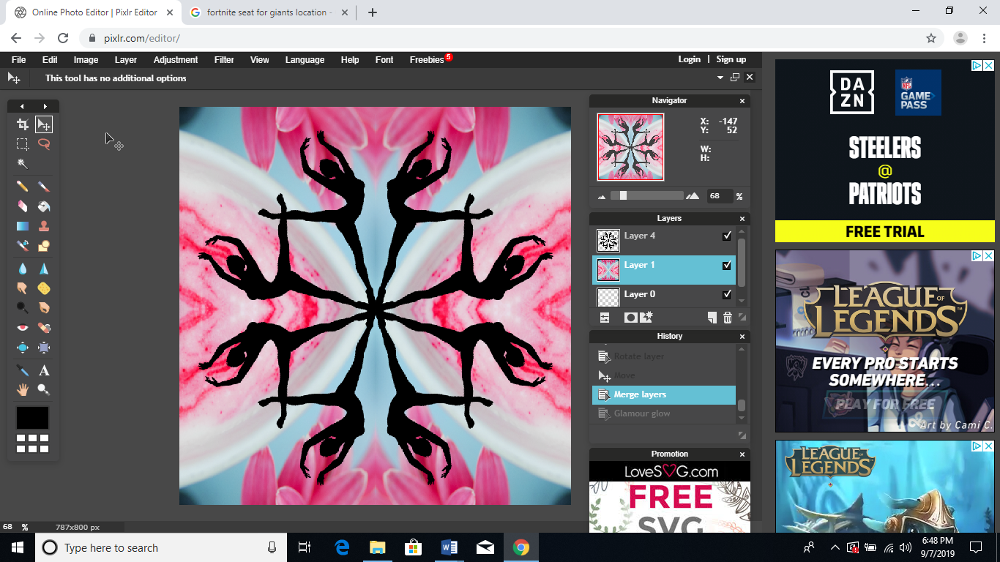 Online Photo Editor | Pixlr Editor
fortnite seat for giants location -
pixlr.com/editor/
File Edit Image Layer Adjustment Filter View Language Help Font Freebies 5 Login | Sign up
This tool has no additional options
Navigator
X: -147
Y: 52
W:
H:
68 %
Layers
Layer 4
Layer 1
Layer 0
History
Rotate layer
Move
Merge layers
Glamour glow
Promotion
LoveSVG.com
FREE
SVG
DAZN
NFL
GAME
PASS
STEELERS
@
PATRIOTS
FREE TRIAL
LEAGUE OF
LEGENDS
EVERY PRO STARTS
SOMEWHERE...
PLAY FOR FREE
Art by Cami C.
LEAGUE OF
LEGENDS
68 % 787x800 px
Type here to search
6:48 PM
9/7/2019